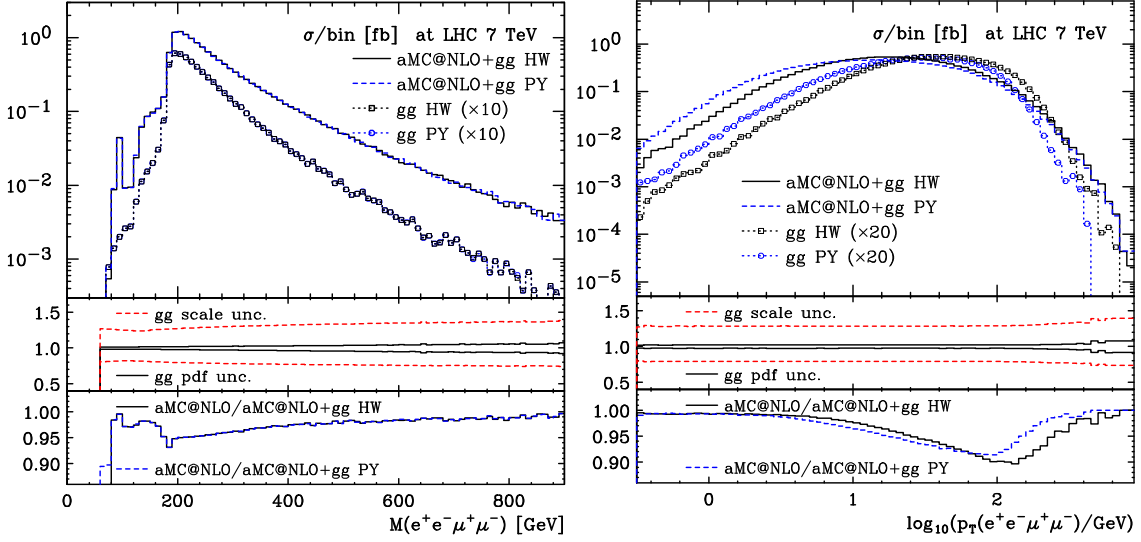 σ/bin [fb] at LHC 7 TeV
aMC@NLO+gg HW
aMC@NLO+gg PY
gg HW (×10)
gg PY (×10)
10⁰
10⁻¹
10⁻²
10⁻³
gg scale unc.
gg pdf unc.
1.5
1.0
0.5
aMC@NLO/aMC@NLO+gg HW
aMC@NLO/aMC@NLO+gg PY
1.00
0.95
0.90
0 200 400 600 800
M(e⁺e⁻μ⁺μ⁻) [GeV]
σ/bin [fb] at LHC 7 TeV
10⁰
10⁻¹
10⁻²
10⁻³
10⁻⁴
10⁻⁵
aMC@NLO+gg HW
aMC@NLO+gg PY
gg HW (×20)
gg PY (×20)
gg scale unc.
gg pdf unc.
1.5
1.0
0.5
aMC@NLO/aMC@NLO+gg HW
aMC@NLO/aMC@NLO+gg PY
1.00
0.95
0.90
0 1 2
log₁₀(p_T(e⁺e⁻μ⁺μ⁻)/GeV)